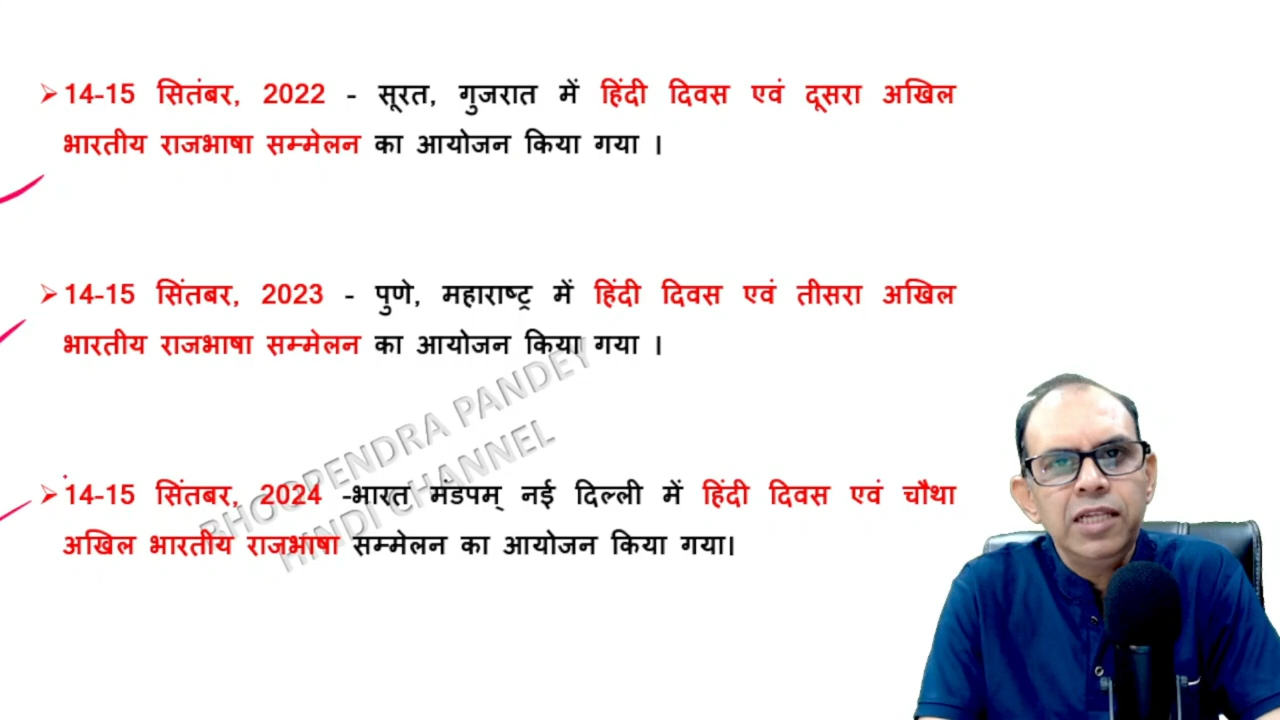 ➢14-15 सितंबर, 2022 - सूरत, गुजरात में हिंदी दिवस एवं दूसरा अखिल
भारतीय राजभाषा सम्मेलन का आयोजन किया गया ।
➢14-15 सिंतबर, 2023 - पुणे, महाराष्ट्र में हिंदी दिवस एवं तीसरा अखिल
भारतीय राजभाषा सम्मेलन का आयोजन किया गया ।
➢14-15 सिंतबर, 2024 -भारत मंडपम् नई दिल्ली में हिंदी दिवस एवं चौथा
अखिल भारतीय राजभाषा सम्मेलन का आयोजन किया गया।
BHOOPENDRA PANDEY
HINDI CHANNEL